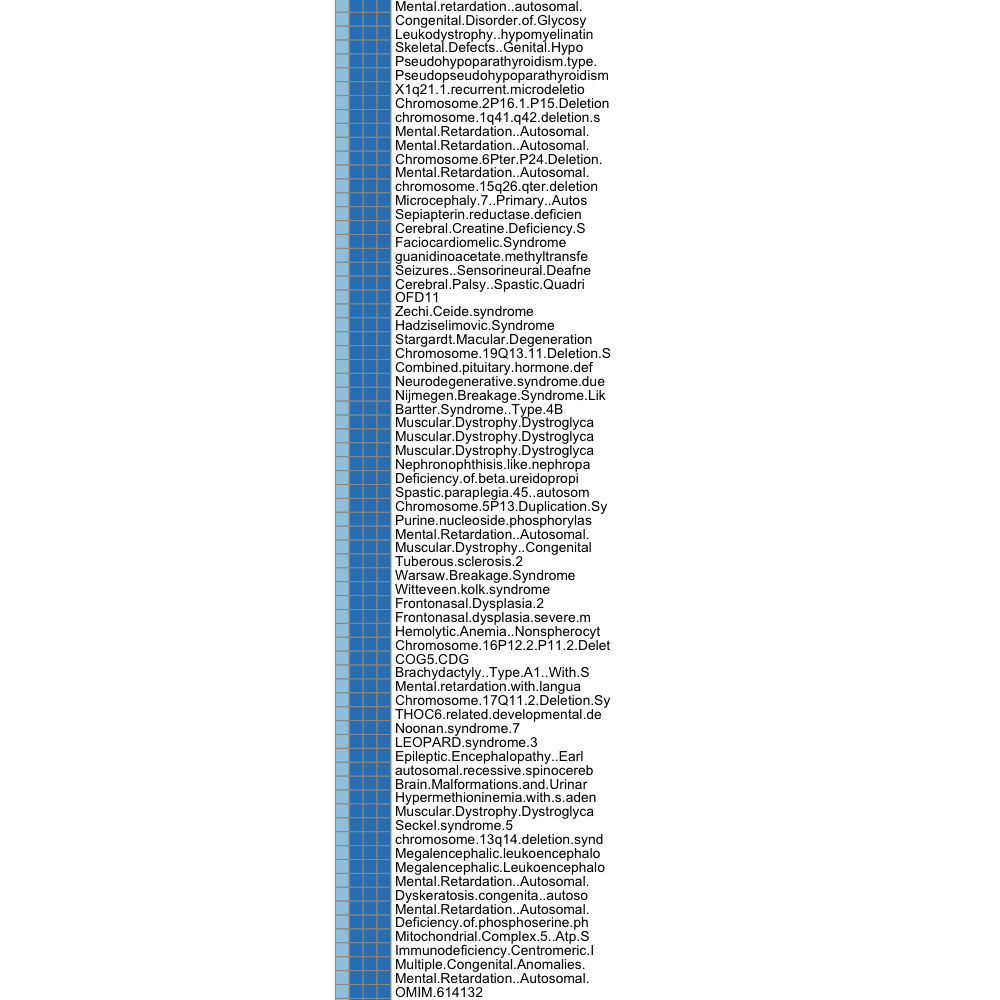 Mental.retardation..autosomal.
Congenital.Disorder.of.Glycosy
Leukodystrophy..hypomyelinatin
Skeletal.Defects..Genital.Hypo
Pseudohypoparathyroidism.type.
Pseudopseudohypoparathyroidism
X1q21.1.recurrent.microdeletio
Chromosome.2P16.1.P15.Deletion
chromosome.1q41.q42.deletion.s
Mental.Retardation..Autosomal.
Mental.Retardation..Autosomal.
Chromosome.6Pter.P24.Deletion.
Mental.Retardation..Autosomal.
chromosome.15q26.qter.deletion
Microcephaly.7..Primary..Autos
Sepiapterin.reductase.deficien
Cerebral.Creatine.Deficiency.S
Faciocardiomelic.Syndrome
guanidinoacetate.methyltransfe
Seizures..Sensorineural.Deafne
Cerebral.Palsy..Spastic.Quadri
OFD11
Zechi.Ceide.syndrome
Hadziselimovic.Syndrome
Stargardt.Macular.Degeneration
Chromosome.19Q13.11.Deletion.S
Combined.pituitary.hormone.def
Neurodegenerative.syndrome.due
Nijmegen.Breakage.Syndrome.Lik
Bartter.Syndrome..Type.4B
Muscular.Dystrophy.Dystroglyca
Muscular.Dystrophy.Dystroglyca
Muscular.Dystrophy.Dystroglyca
Nephronophthisis.like.nephropa
Deficiency.of.beta.ureidopropi
Spastic.paraplegia.45..autosom
Chromosome.5P13.Duplication.Sy
Purine.nucleoside.phosphorylas
Mental.Retardation..Autosomal.
Muscular.Dystrophy..Congenital
Tuberous.sclerosis.2
Warsaw.Breakage.Syndrome
Witteveen.kolk.syndrome
Frontonasal.Dysplasia.2
Frontonasal.dysplasia.severe.m
Hemolytic.Anemia..Nonspherocyt
Chromosome.16P12.2.P11.2.Delet
COG5.CDG
Brachydactyly..Type.A1..With.S
Mental.retardation.with.langua
Chromosome.17Q11.2.Deletion.Sy
THOC6.related.developmental.de
Noonan.syndrome.7
LEOPARD.syndrome.3
Epileptic.Encephalopathy..Earl
autosomal.recessive.spinocereb
Brain.Malformations.and.Urinar
Hypermethioninemia.with.s.aden
Muscular.Dystrophy.Dystroglyca
Seckel.syndrome.5
chromosome.13q14.deletion.synd
Megalencephalic.leukoencephalo
Megalencephalic.Leukoencephalo
Mental.Retardation..Autosomal.
Dyskeratosis.congenita..autoso
Mental.Retardation..Autosomal.
Deficiency.of.phosphoserine.ph
Mitochondrial.Complex.5..Atp.S
Immunodeficiency.Centromeric.I
Multiple.Congenital.Anomalies.
Mental.Retardation..Autosomal.
OMIM.614132